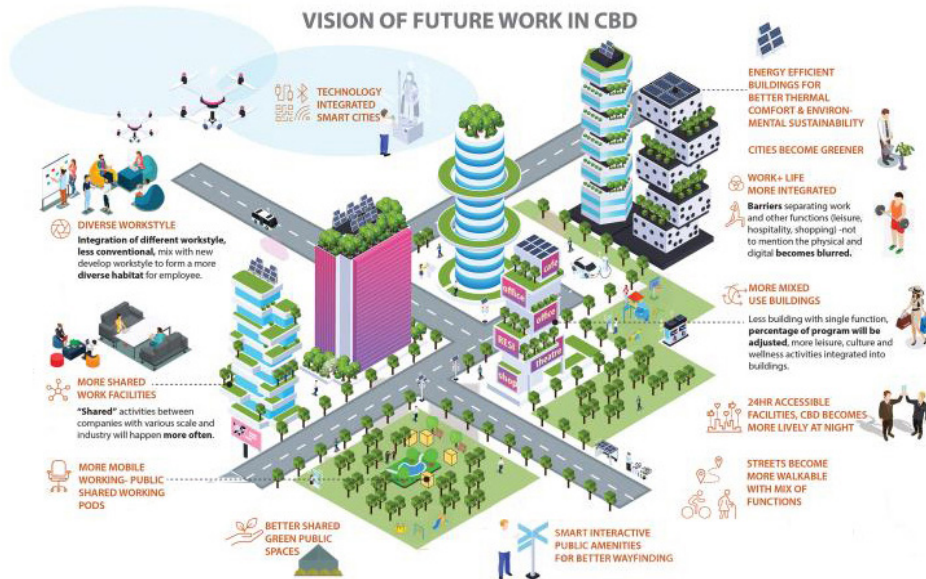 VISION OF FUTURE WORK IN CBD
TECHNOLOGY
INTEGRATED
SMART CITIES
DIVERSE WORKSTYLE
Integration of different workstyle,
less conventional, mix with new
develop workstyle to form a more
diverse habitat for employee.
MORE SHARED
WORK FACILITIES
“Shared” activities between
companies with various scale and
industry will happen more often.
MORE MOBILE
WORKING- PUBLIC
SHARED WORKING
PODS
BETTER SHARED
GREEN PUBLIC
SPACES
SMART INTERACTIVE
PUBLIC AMENITIES
FOR BETTER WAYFINDING
cafe
office
office
RESI
theatre
shop
ENERGY EFFICIENT
BUILDINGS FOR
BETTER THERMAL
COMFORT & ENVIRON-
MENTAL SUSTAINABILITY
CITIES BECOME GREENER
WORK+ LIFE
MORE INTEGRATED
Barriers separating work
and other functions (leisure,
hospitality, shopping) -not
to mention the physical and
digital becomes blurred.
MORE MIXED
USE BUILDINGS
Less building with single function,
percentage of program will be
adjusted, more leisure, culture and
wellness activities integrated into
buildings.
24HR ACCESSIBLE
FACILITIES, CBD BECOMES
MORE LIVELY AT NIGHT
STREETS BECOME
MORE WALKABLE
WITH MIX OF
FUNCTIONS